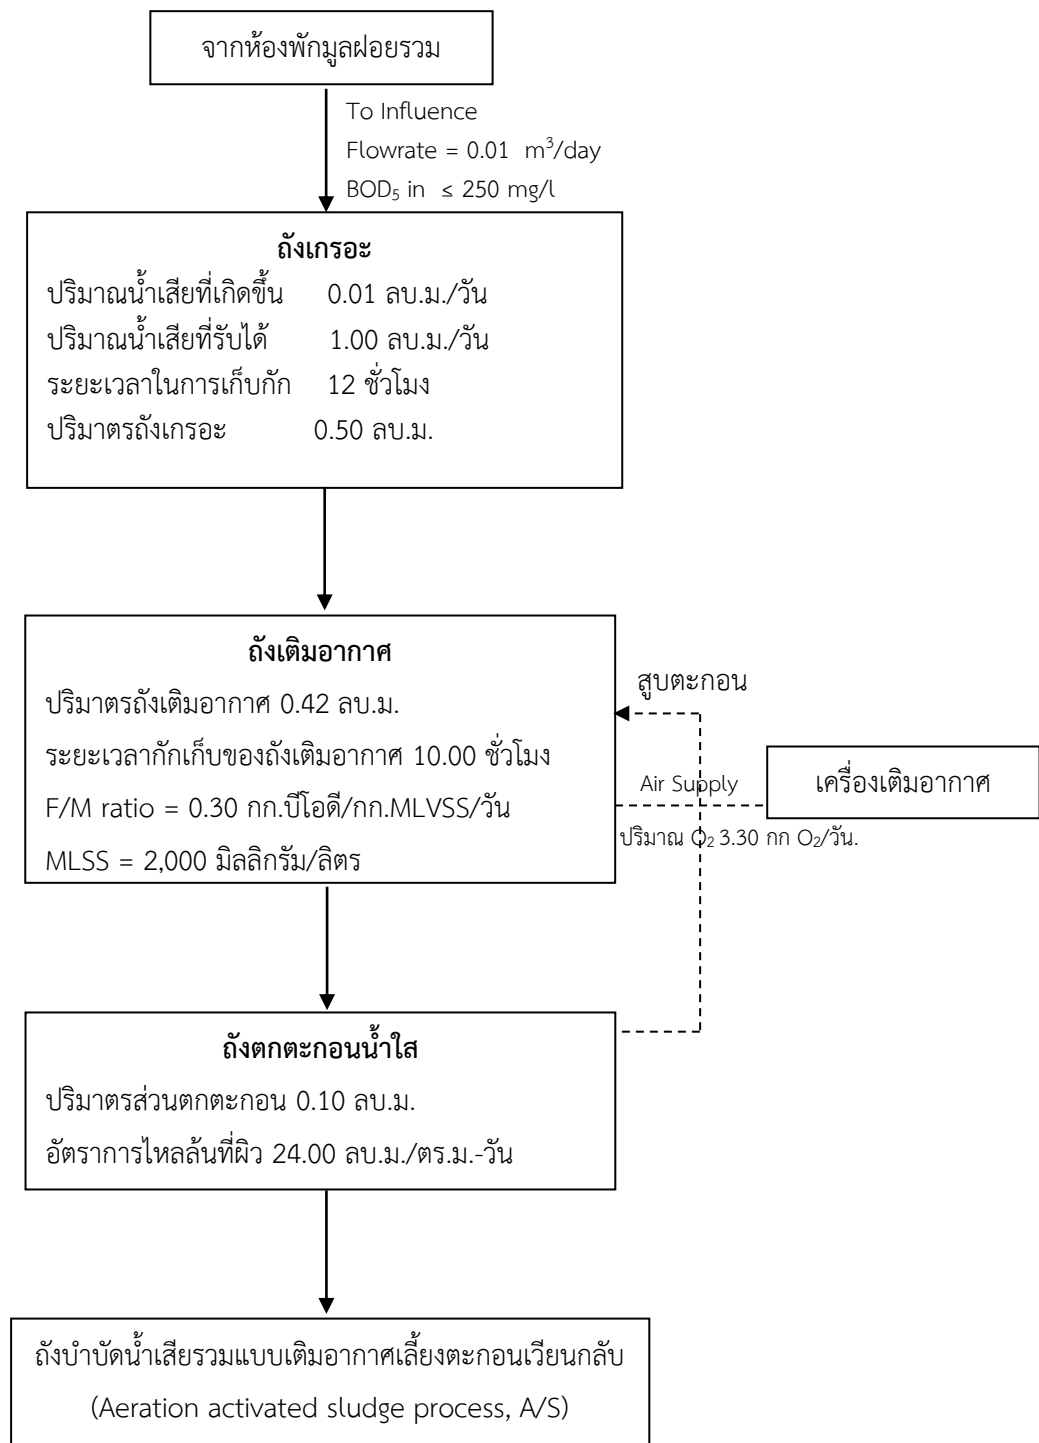 จากห้องพักมูลฝอยรวม
To Influence
Flowrate = 0.01 m³/day
BOD₅ in ≤ 250 mg/l
ถังเกรอะ
ปริมาณน้ำเสียที่เกิดขึ้น 0.01 ลบ.ม./วัน
ปริมาณน้ำเสียที่รับได้ 1.00 ลบ.ม./วัน
ระยะเวลาในการเก็บกัก 12 ชั่วโมง
ปริมาตรถังเกรอะ 0.50 ลบ.ม.
ถังเติมอากาศ
ปริมาตรถังเติมอากาศ 0.42 ลบ.ม.
ระยะเวลากักเก็บของถังเติมอากาศ 10.00 ชั่วโมง
F/M ratio = 0.30 กก.บีโอดี/กก.MLVSS/วัน
MLSS = 2,000 มิลลิกรัม/ลิตร
สูบตะกอน
Air Supply
ปริมาณ O₂ 3.30 กก O₂/วัน.
เครื่องเติมอากาศ
ถังตกตะกอนน้ำใส
ปริมาตรส่วนตกตะกอน 0.10 ลบ.ม.
อัตราการไหลล้นที่ผิว 24.00 ลบ.ม./ตร.ม.-วัน
ถังบำบัดน้ำเสียรวมแบบเติมอากาศเลี้ยงตะกอนเวียนกลับ
(Aeration activated sludge process, A/S)